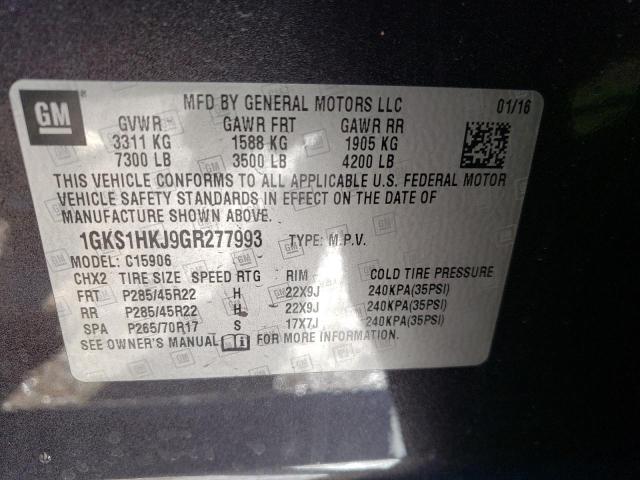 GM
MFD BY GENERAL MOTORS LLC 01/16
GVWR GAWR FRT GAWR RR
3311 KG 1588 KG 1905 KG
7300 LB 3500 LB 4200 LB
THIS VEHICLE CONFORMS TO ALL APPLICABLE U.S. FEDERAL MOTOR
VEHICLE SAFETY STANDARDS IN EFFECT ON THE DATE OF
MANUFACTURE SHOWN ABOVE.
1GKS1HKJ9GR277993 TYPE: M.P.V.
MODEL: C15906
CHX2 TIRE SIZE SPEED RTG RIM COLD TIRE PRESSURE
FRT P285/45R22 H 22X9J 240KPA(35PSI)
RR P285/45R22 H 22X9J 240KPA(35PSI)
SPA P265/70R17 S 17X7J 240KPA(35PSI)
SEE OWNER'S MANUAL FOR MORE INFORMATION.